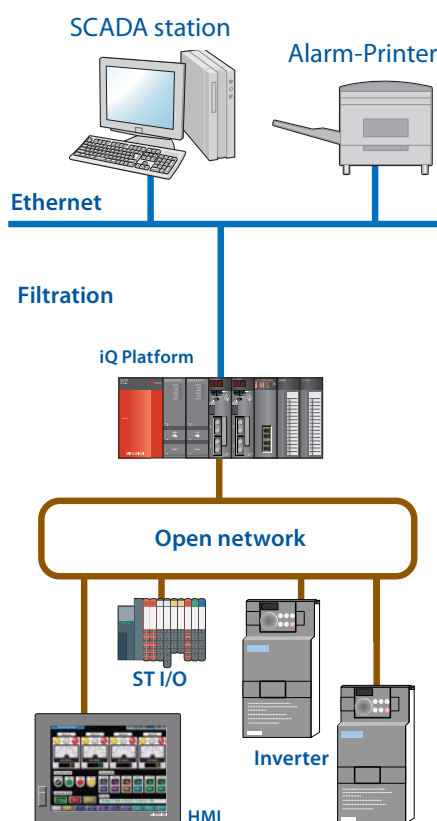 SCADA station
Alarm-Printer
Ethernet
Filtration
iQ Platform
Open network
ST I/O
Inverter
HMI